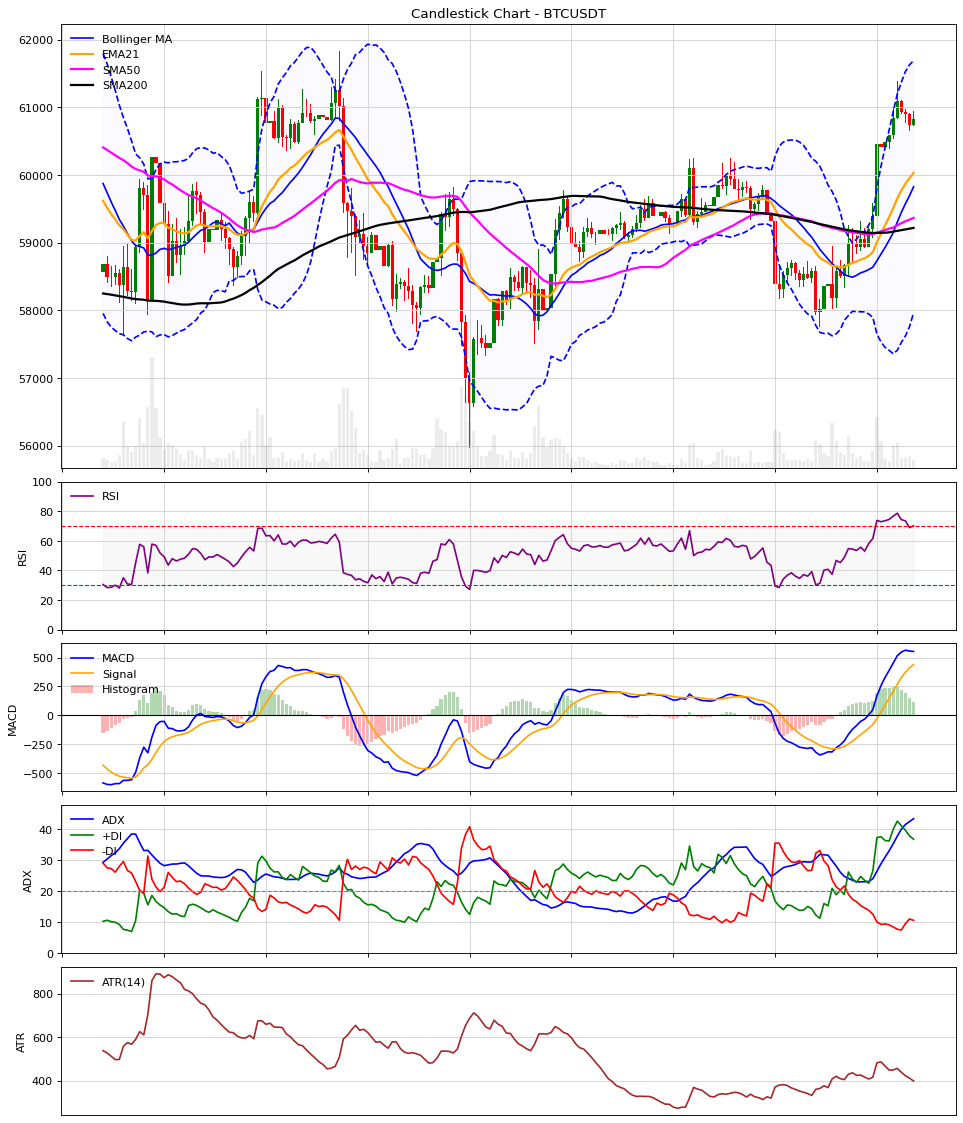 Candlestick Chart - BTCUSDT
Bollinger MA
EMA21
SMA50
SMA200
62000
61000
60000
59000
58000
57000
56000
RSI
RSI
100
80
60
40
20
0
MACD
Signal
Histogram
MACD
500
250
0
−250
−500
ADX
+DI
-DI
ADX
40
30
20
10
0
ATR(14)
ATR
800
600
400